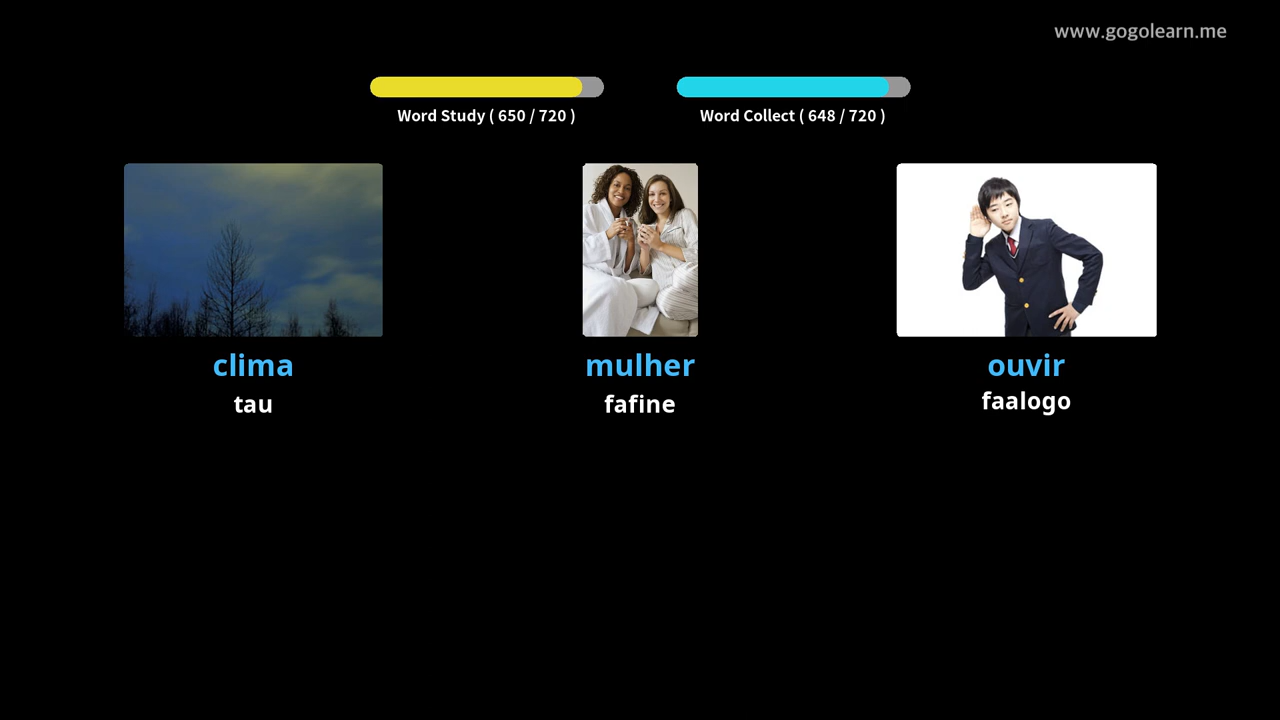 www.gogolearn.me
Word Study ( 650 / 720 )
Word Collect ( 648 / 720 )
clima
tau
mulher
fafine
ouvir
faalogo